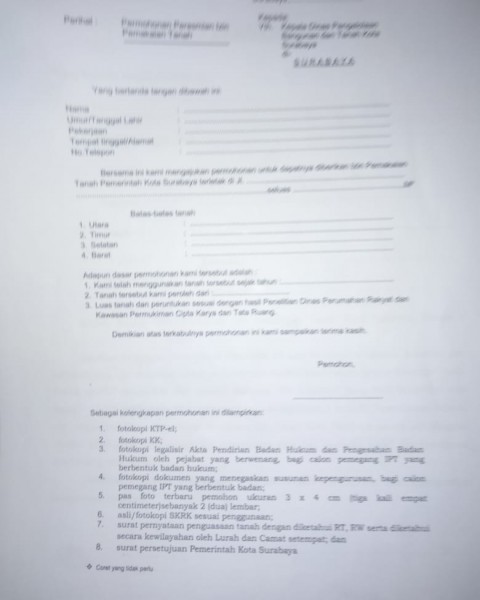 Perihal :
Permohonan Penerbitan Izin
Pemakaian Tanah
Kepada
Yth. Kepala Dinas Pengelolaan
Bangunan dan Tanah Kota
Surabaya
di-
SURABAYA
Yang bertanda tangan dibawah ini:
Nama :
Umur/Tanggal Lahir :
Pekerjaan :
Tempat tinggal/Alamat :
No Telepon :
Bersama ini kami mengajukan permohonan untuk dapatnya diberikan Izin Pemakaian
Tanah Pemerintah Kota Surabaya terletak di Jl.
seluas M²
Batas-batas tanah
1. Utara :
2. Timur :
3. Selatan :
4. Barat :
Adapun dasar permohonan kami tersebut adalah :
1. Kami telah menggunakan tanah tersebut sejak tahun :
2. Tanah tersebut kami peroleh dari
3. Luas tanah dan peruntukan sesuai dengan hasil Penelitian Dinas Perumahan Rakyat dan
Kawasan Permukiman Cipta Karya dan Tata Ruang.
Demikian atas terkabulnya permohonan ini kami sampaikan terima kasih.
Pemohon,
Sebagai kelengkapan permohonan ini dilampirkan:
1. fotokopi KTP-el;
2. fotokopi KK;
3. fotokopi legalisir Akta Pendirian Badan Hukum dan Pengesahan Badan
Hukum oleh pejabat yang berwenang, bagi calon pemegang IPT yang
berbentuk badan hukum;
4. fotokopi dokumen yang menegaskan susunan kepengurusan, bagi calon
pemegang IPT yang berbentuk badan;
5. pas foto terbaru pemohon ukuran 3 x 4 cm (tiga kali empat
centimeter)sebanyak 2 (dua) lembar;
6. asli/fotokopi SKRK sesuai penggunaan;
7. surat pernyataan penguasaan tanah dengan diketahui RT, RW serta diketahui
secara kewilayahan oleh Lurah dan Camat setempat; dan
8. surat persetujuan Pemerintah Kota Surabaya
❖ Coret yang tidak perlu